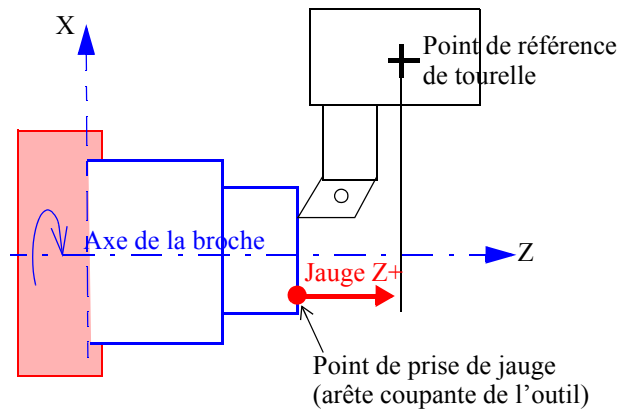 X
Point de référence
de tourelle
Axe de la broche
Z
Jauge Z+
Point de prise de jauge
(arête coupante de l’outil)